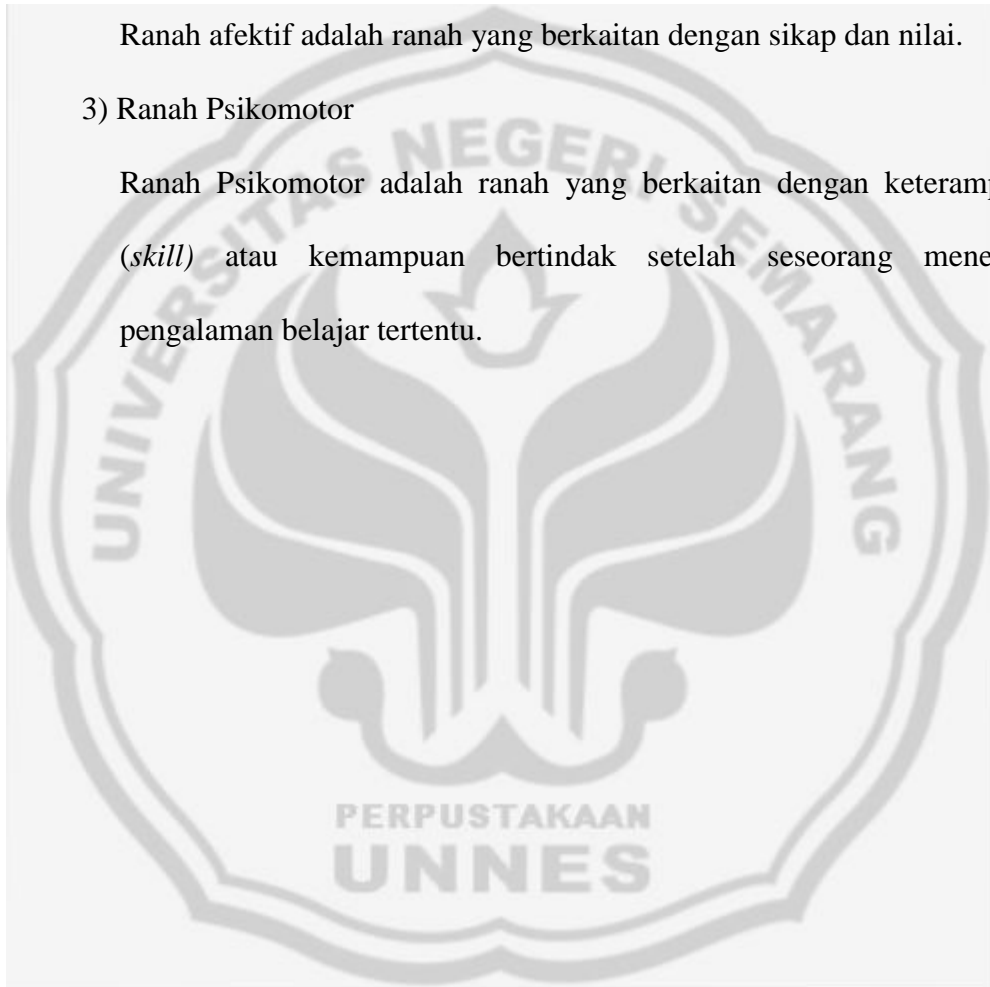 Ranah afektif adalah ranah yang berkaitan dengan sikap dan nilai.
3) Ranah Psikomotor
Ranah Psikomotor adalah ranah yang berkaitan dengan keteramp
(skill) atau kemampuan bertindak setelah seseorang mene
pengalaman belajar tertentu.
UNIVERSITAS NEGERI SEMARANG
PERPUSTAKAAN
UNNES